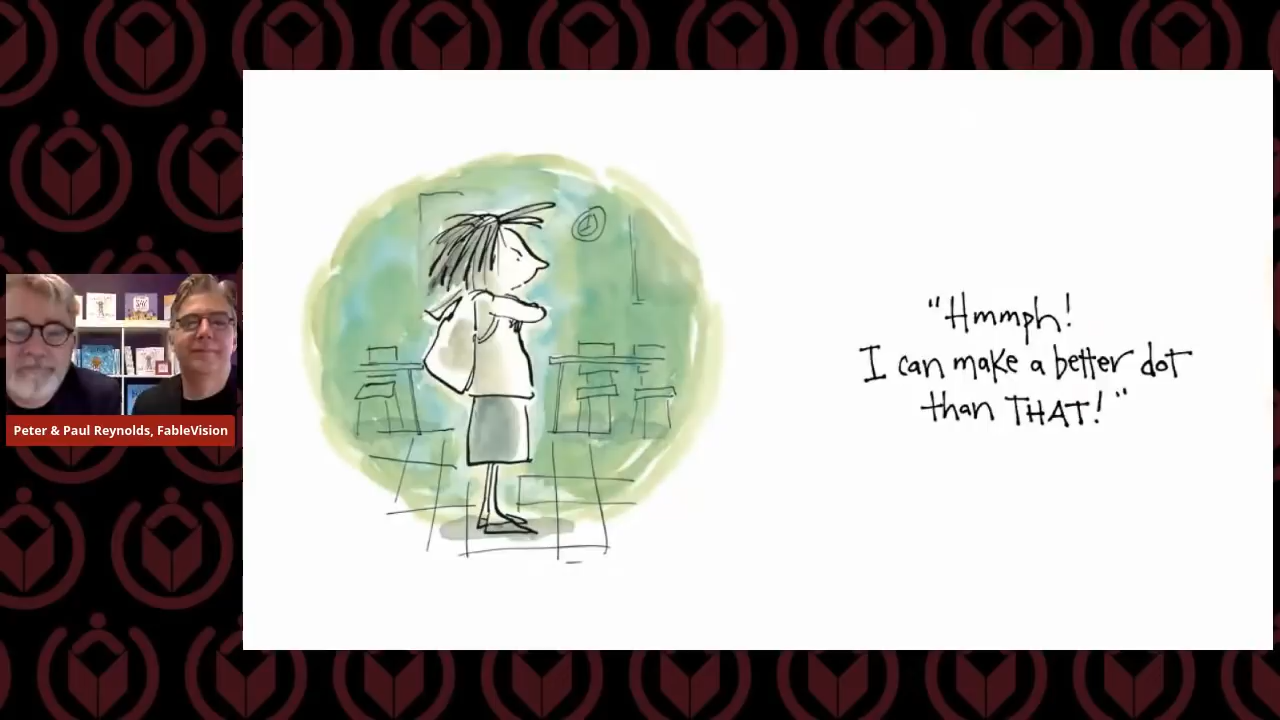 "Hmmph!
I can make a better dot
than THAT!"
Peter & Paul Reynolds, FableVision